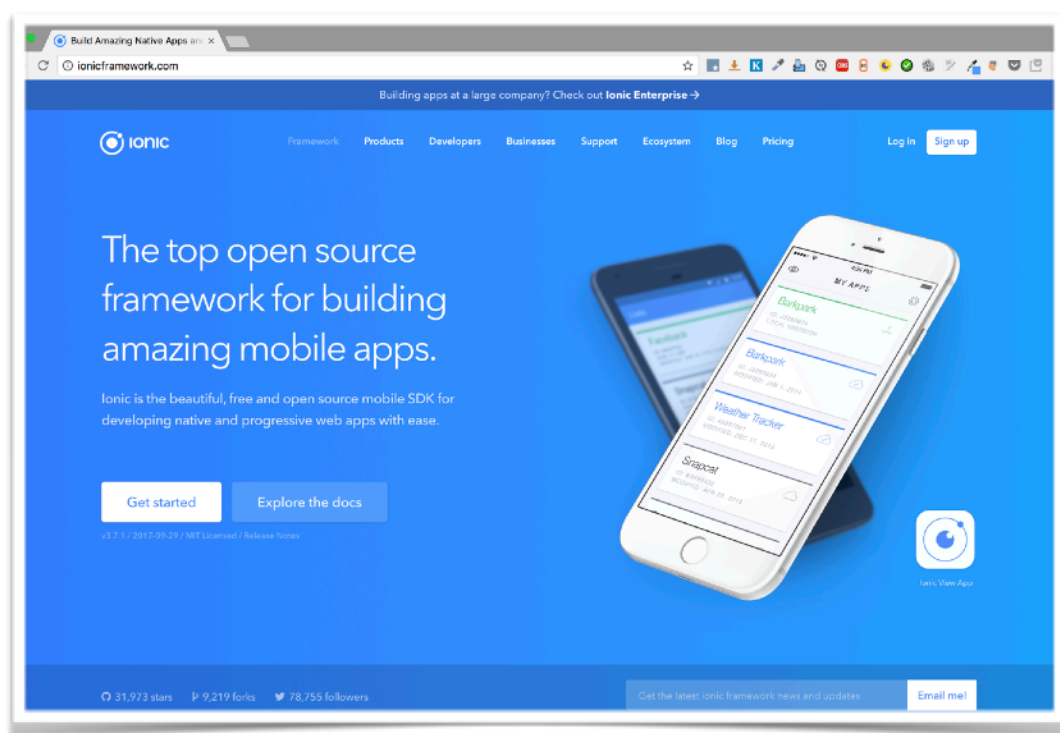 Build Amazing Native Apps an
ionicframework.com
Building apps at a large company? Check out Ionic Enterprise →
ionic
Framework Products Developers Businesses Support Ecosystem Blog Pricing Log in Sign up
The top open source
framework for building
amazing mobile apps.
Ionic is the beautiful, free and open source mobile SDK for
developing native and progressive web apps with ease.
Get started Explore the docs
v3.7.1 / 2017-09-29 / MIT Licensed / Release Notes
4:34 PM
MY APPS
Barkpark
Barkpark
Weather Tracker
Snapcat
Ionic View App
31,973 stars 9,219 forks 78,755 followers
Get the latest ionic framework news and updates Email me!